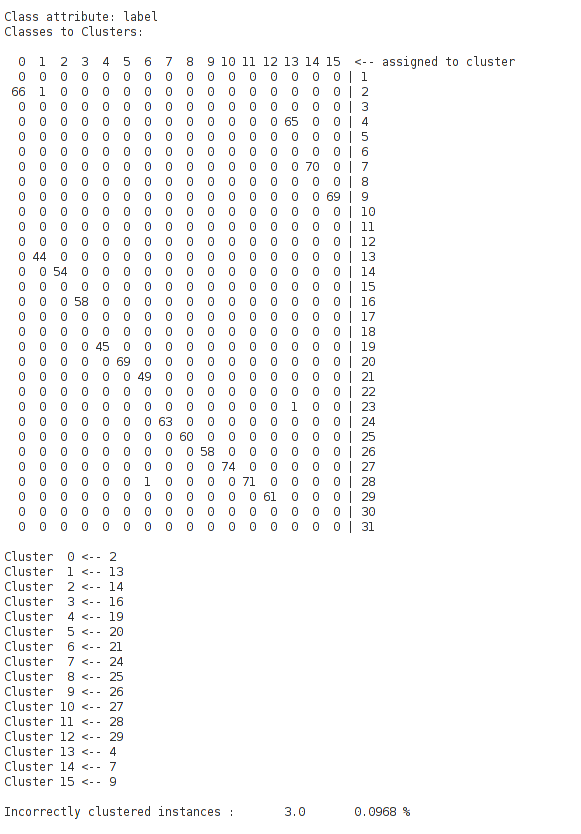 Class attribute: label
Classes to Clusters:
0 1 2 3 4 5 6 7 8 9 10 11 12 13 14 15 <-- assigned to cluster
0 0 0 0 0 0 0 0 0 0 0 0 0 0 0 0 | 1
66 1 0 0 0 0 0 0 0 0 0 0 0 0 0 0 | 2
0 0 0 0 0 0 0 0 0 0 0 0 0 0 0 0 | 3
0 0 0 0 0 0 0 0 0 0 0 0 0 65 0 0 | 4
0 0 0 0 0 0 0 0 0 0 0 0 0 0 0 0 | 5
0 0 0 0 0 0 0 0 0 0 0 0 0 0 0 0 | 6
0 0 0 0 0 0 0 0 0 0 0 0 0 0 70 0 | 7
0 0 0 0 0 0 0 0 0 0 0 0 0 0 0 0 | 8
0 0 0 0 0 0 0 0 0 0 0 0 0 0 0 69 | 9
0 0 0 0 0 0 0 0 0 0 0 0 0 0 0 0 | 10
0 0 0 0 0 0 0 0 0 0 0 0 0 0 0 0 | 11
0 0 0 0 0 0 0 0 0 0 0 0 0 0 0 0 | 12
0 44 0 0 0 0 0 0 0 0 0 0 0 0 0 0 | 13
0 0 54 0 0 0 0 0 0 0 0 0 0 0 0 0 | 14
0 0 0 0 0 0 0 0 0 0 0 0 0 0 0 0 | 15
0 0 0 58 0 0 0 0 0 0 0 0 0 0 0 0 | 16
0 0 0 0 0 0 0 0 0 0 0 0 0 0 0 0 | 17
0 0 0 0 0 0 0 0 0 0 0 0 0 0 0 0 | 18
0 0 0 0 45 0 0 0 0 0 0 0 0 0 0 0 | 19
0 0 0 0 0 69 0 0 0 0 0 0 0 0 0 0 | 20
0 0 0 0 0 0 49 0 0 0 0 0 0 0 0 0 | 21
0 0 0 0 0 0 0 0 0 0 0 0 0 0 0 0 | 22
0 0 0 0 0 0 0 0 0 0 0 0 0 1 0 0 | 23
0 0 0 0 0 0 0 63 0 0 0 0 0 0 0 0 | 24
0 0 0 0 0 0 0 0 60 0 0 0 0 0 0 0 | 25
0 0 0 0 0 0 0 0 0 58 0 0 0 0 0 0 | 26
0 0 0 0 0 0 0 0 0 0 74 0 0 0 0 0 | 27
0 0 0 0 0 0 1 0 0 0 0 71 0 0 0 0 | 28
0 0 0 0 0 0 0 0 0 0 0 0 61 0 0 0 | 29
0 0 0 0 0 0 0 0 0 0 0 0 0 0 0 0 | 30
0 0 0 0 0 0 0 0 0 0 0 0 0 0 0 0 | 31
Cluster 0 <-- 2
Cluster 1 <-- 13
Cluster 2 <-- 14
Cluster 3 <-- 16
Cluster 4 <-- 19
Cluster 5 <-- 20
Cluster 6 <-- 21
Cluster 7 <-- 24
Cluster 8 <-- 25
Cluster 9 <-- 26
Cluster 10 <-- 27
Cluster 11 <-- 28
Cluster 12 <-- 29
Cluster 13 <-- 4
Cluster 14 <-- 7
Cluster 15 <-- 9
Incorrectly clustered instances : 3.0 0.0968 %